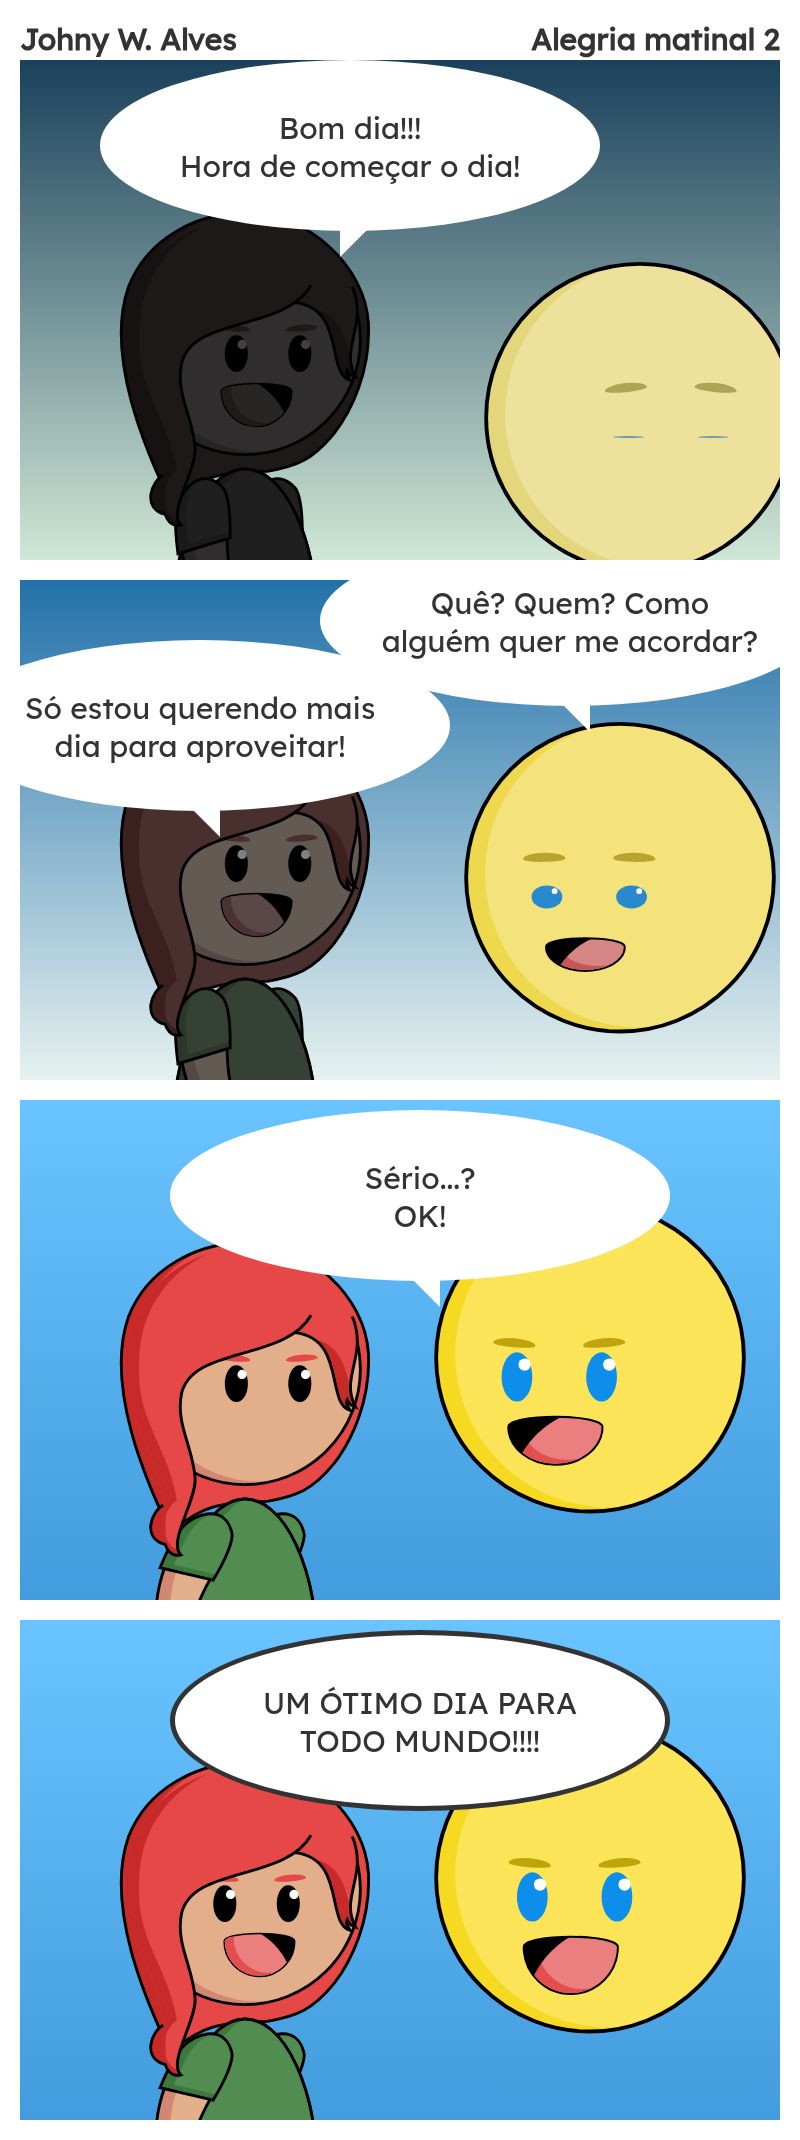 Johny W. Alves
Alegria matinal 2
Bom dia!!!
Hora de começar o dia!
Quê? Quem? Como
alguém quer me acordar?
Só estou querendo mais
dia para aproveitar!
Sério...?
OK!
UM ÓTIMO DIA PARA
TODO MUNDO!!!!